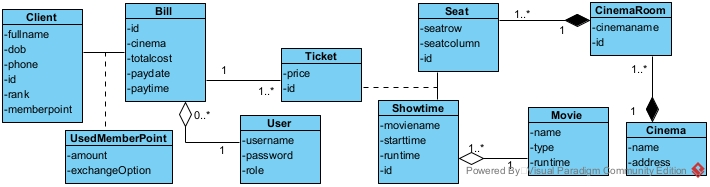 Client
-fullname
-dob
-phone
-id
-rank
-memberpoint
Bill
-id
-cinema
-totalcost
-paydate
-paytime
UsedMemberPoint
-amount
-exchangeOption
0..*
1
User
-username
-password
-role
1
1..*
Ticket
-price
-id
Seat
-seatrow
-seatcolumn
-id
1..*
1
CinemaRoom
-cinemaname
-id
1..*
1
Cinema
-name
-address
Showtime
-moviename
-starttime
-runtime
-id
1..*
1
Movie
-name
-type
-runtime
Powered By Visual Paradigm Community Edition